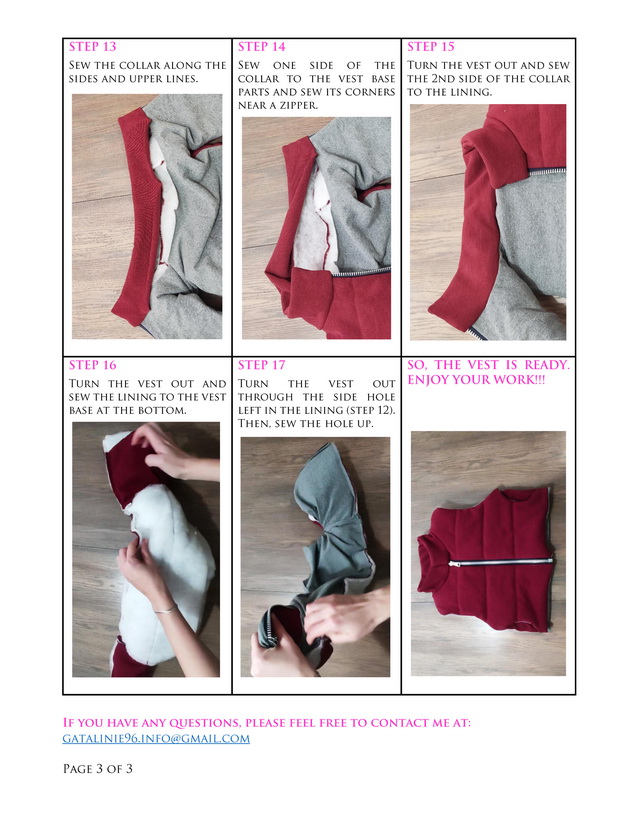 STEP 13
SEW THE COLLAR ALONG THE
SIDES AND UPPER LINES.
STEP 14
SEW ONE SIDE OF THE
COLLAR TO THE VEST BASE
PARTS AND SEW ITS CORNERS
NEAR A ZIPPER.
STEP 15
TURN THE VEST OUT AND SEW
THE 2ND SIDE OF THE COLLAR
TO THE LINING.
STEP 16
TURN THE VEST OUT AND
SEW THE LINING TO THE VEST
BASE AT THE BOTTOM.
STEP 17
TURN THE VEST OUT
THROUGH THE SIDE HOLE
LEFT IN THE LINING (STEP 12).
THEN, SEW THE HOLE UP.
SO, THE VEST IS READY.
ENJOY YOUR WORK!!!
IF YOU HAVE ANY QUESTIONS, PLEASE FEEL FREE TO CONTACT ME AT:
GATALINIE96.INFO@GMAIL.COM
PAGE 3 OF 3